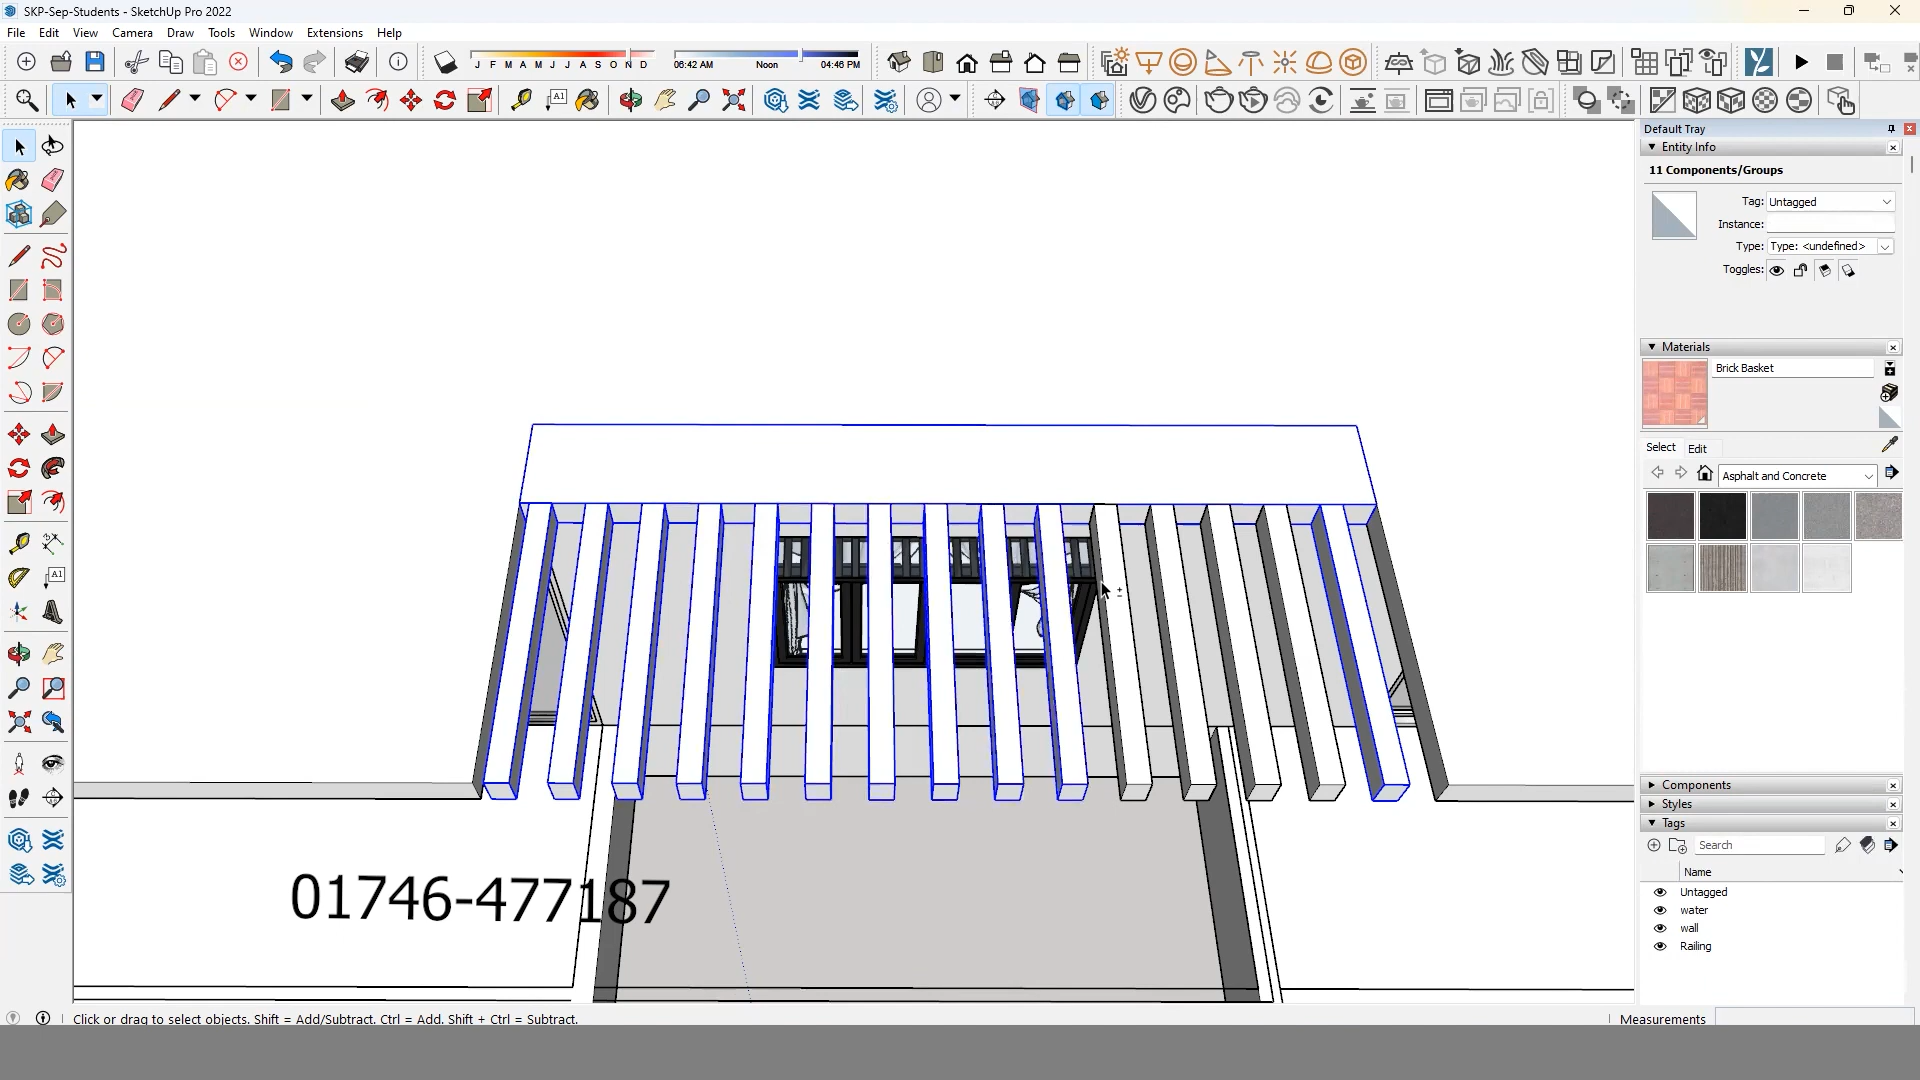 SKP-Sep-Students - SketchUp Pro 2022
File Edit View Camera Draw Tools Window Extensions Help
J F M A M J J A S O N D
06:42 AM Noon 04:46 PM
A1
Default Tray
Entity Info
11 Components/Groups
Tag: Untagged
Instance:
Type: Type: <undefined>
Toggles:
Materials
Brick Basket
Select Edit
Asphalt and Concrete
A1
Components
Styles
Tags
Search
Name
Untagged
water
wall
Railing
01746-477187
Click or drag to select objects. Shift = Add/Subtract. Ctrl = Add. Shift + Ctrl = Subtract.
Measurements